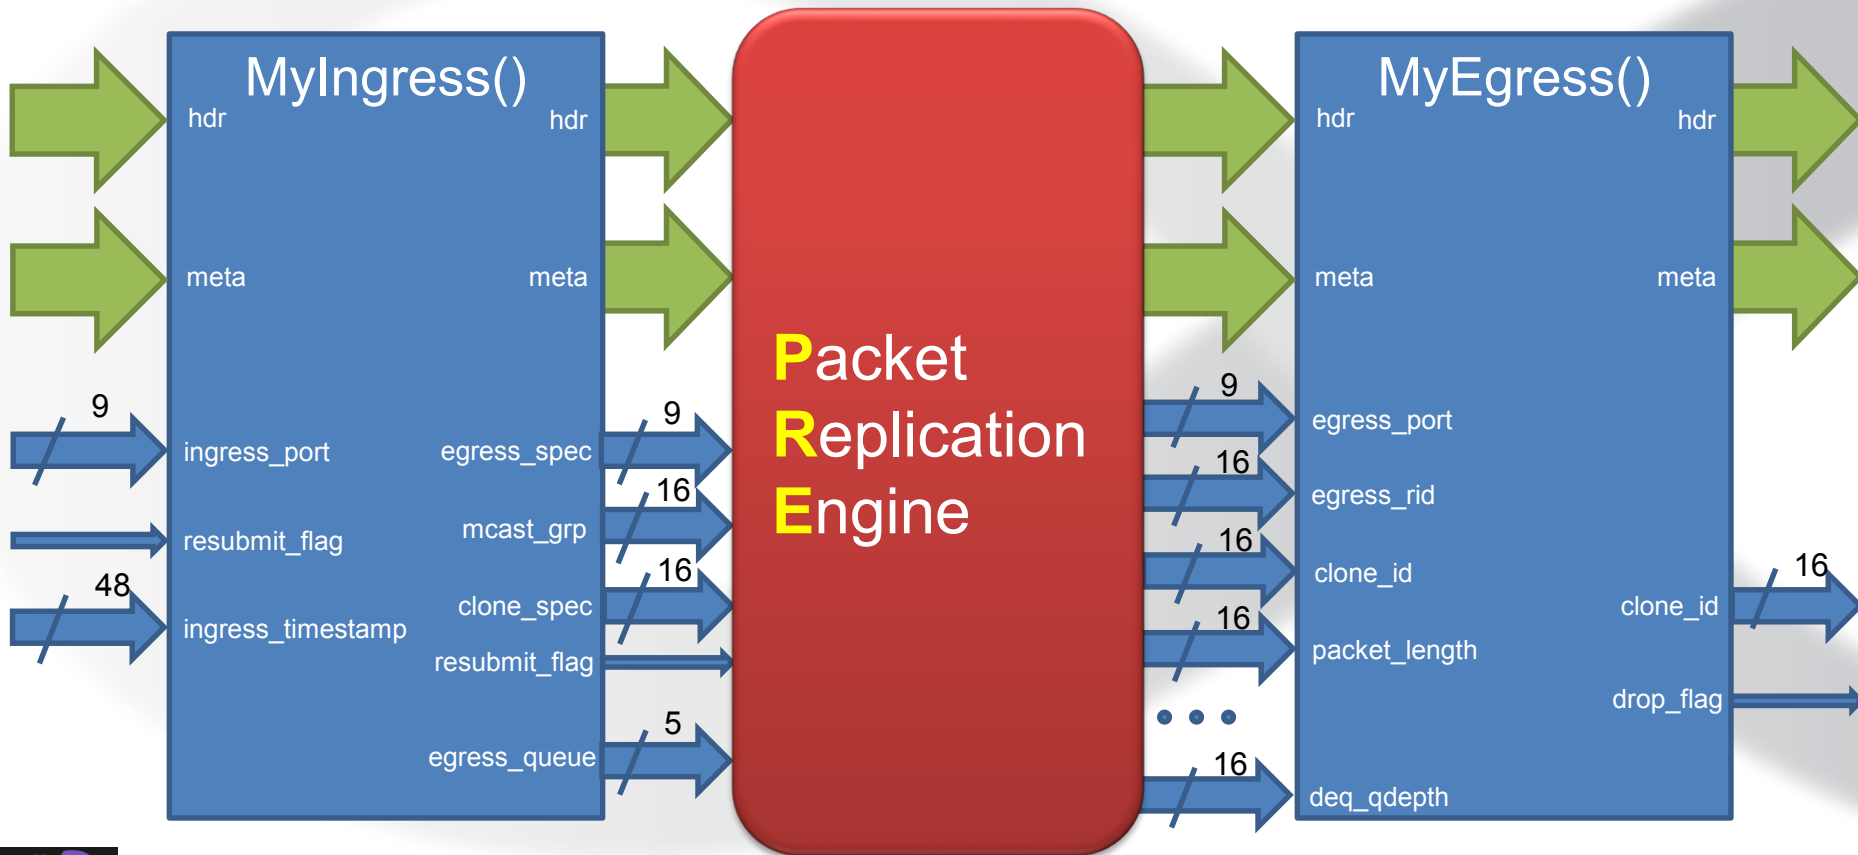 MyIngress()
hdr
hdr
meta
meta
9
ingress_port
resubmit_flag
48
ingress_timestamp
egress_spec
9
mcast_grp
16
clone_spec
16
resubmit_flag
egress_queue
5
Packet
Replication
Engine
MyEgress()
hdr
hdr
meta
meta
9
egress_port
16
egress_rid
16
clone_id
16
packet_length
16
deq_qdepth
clone_id
16
drop_flag